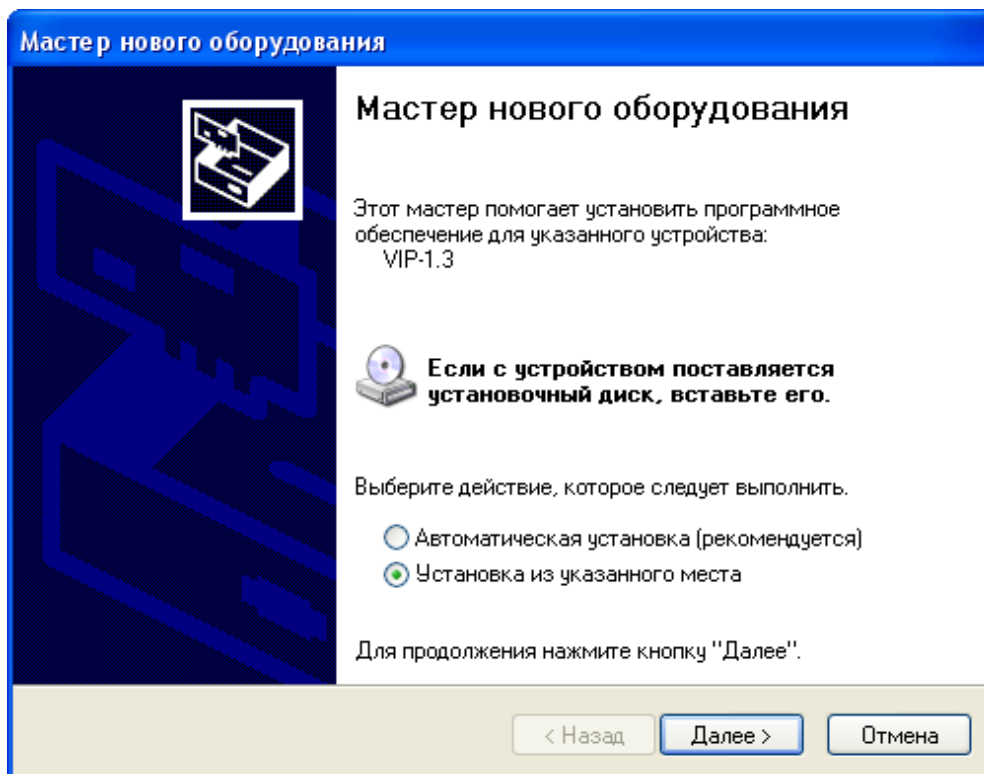 Мастер нового оборудования
Мастер нового оборудования
Этот мастер помогает установить программное
обеспечение для указанного устройства:
VIP-1.3
Если с устройством поставляется
установочный диск, вставьте его.
Выберите действие, которое следует выполнить.
Автоматическая установка (рекомендуется)
Установка из указанного места
Для продолжения нажмите кнопку "Далее".
< Назад
Далее >
Отмена